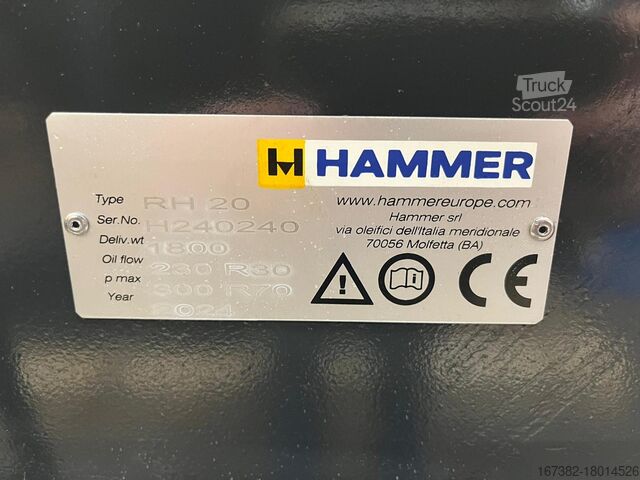 Truck
Scout24
H HAMMER
www.hammereurope.com
Hammer srl
via oleifici dell'Italia meridionale
70056 Molfetta (BA)
Type RH 20
Ser.No. H240240
Deliv.wt 1800
Oil flow 230 R30
p max 300 R70
Year 2024
CE
167382-18014526